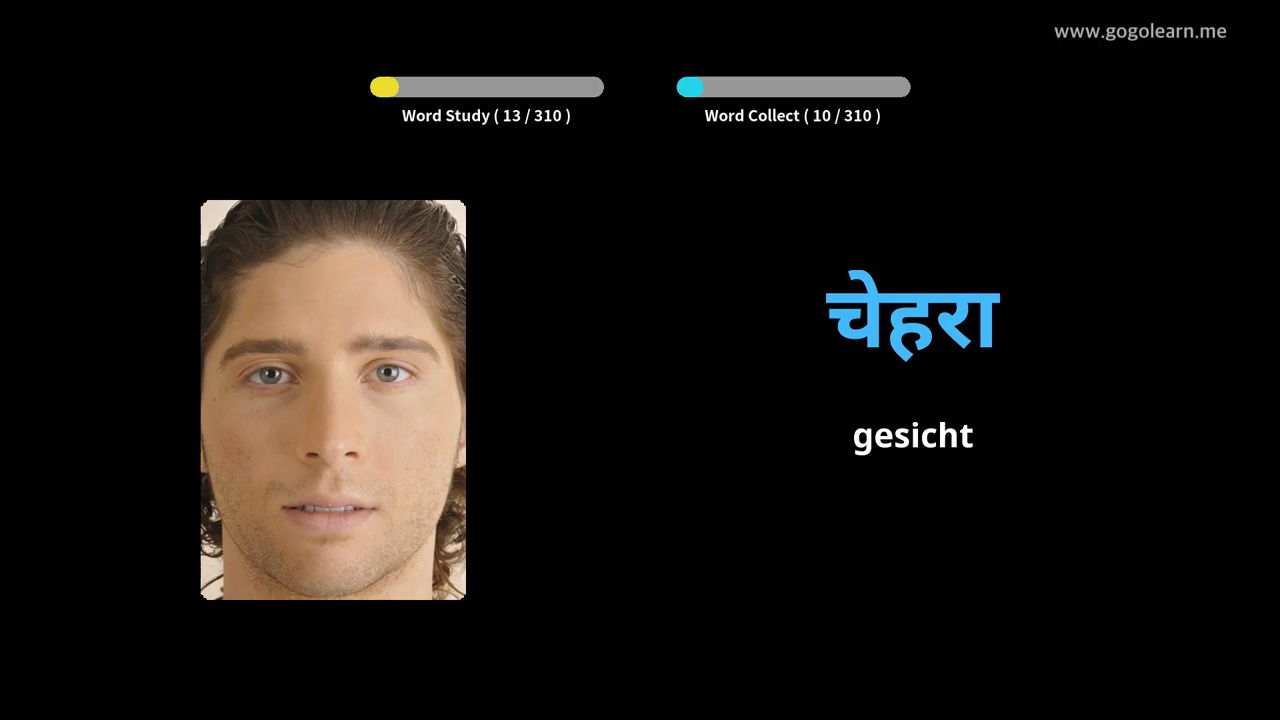 www.gogolearn.me
Word Study ( 13 / 310 )
Word Collect ( 10 / 310 )
चेहरा
gesicht